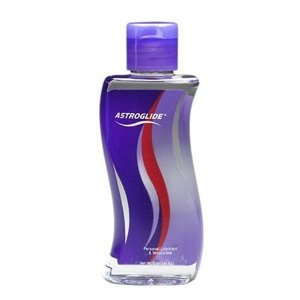 ASTROGLIDE
Personal Lubricant
& Moisturizer